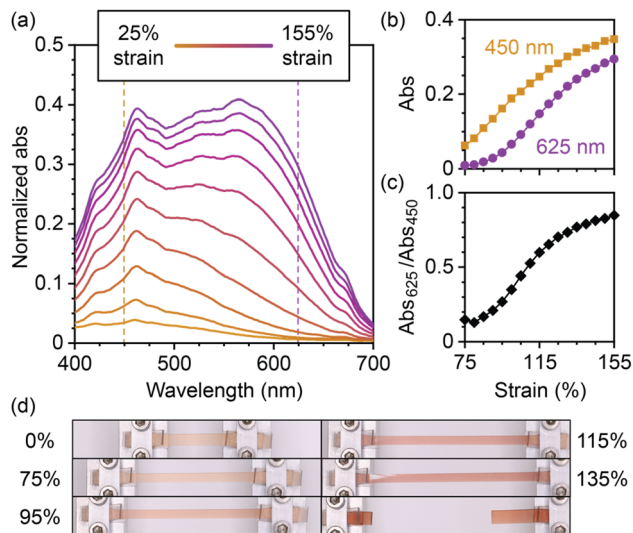 (a)
25%
strain
155%
strain
0.5
0.4
0.3
0.2
0.1
0
Normalized abs
400
500
600
700
Wavelength (nm)
(b)
0.4
0.2
0
Abs
450 nm
625 nm
(c)
1.0
0.5
0
Abs625/Abs450
75
115
155
Strain (%)
(d)
0%
75%
95%
115%
135%